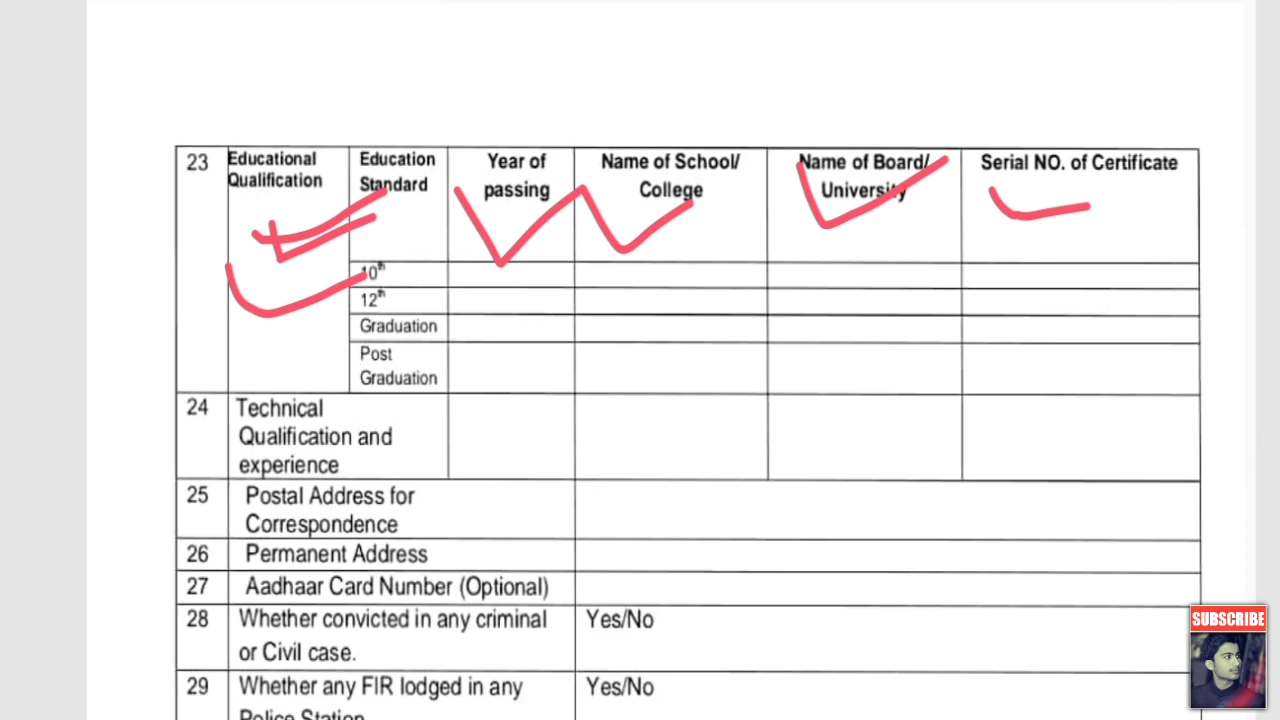 23 Educational Qualification Education Standard Year of passing Name of School/ College Name of Board/ University Serial NO. of Certificate
10th
12th
Graduation
Post
Graduation
24 Technical
Qualification and
experience
25 Postal Address for
Correspondence
26 Permanent Address
27 Aadhaar Card Number (Optional)
28 Whether convicted in any criminal Yes/No
or Civil case.
29 Whether any FIR lodged in any Yes/No
Police Station
SUBSCRIBE